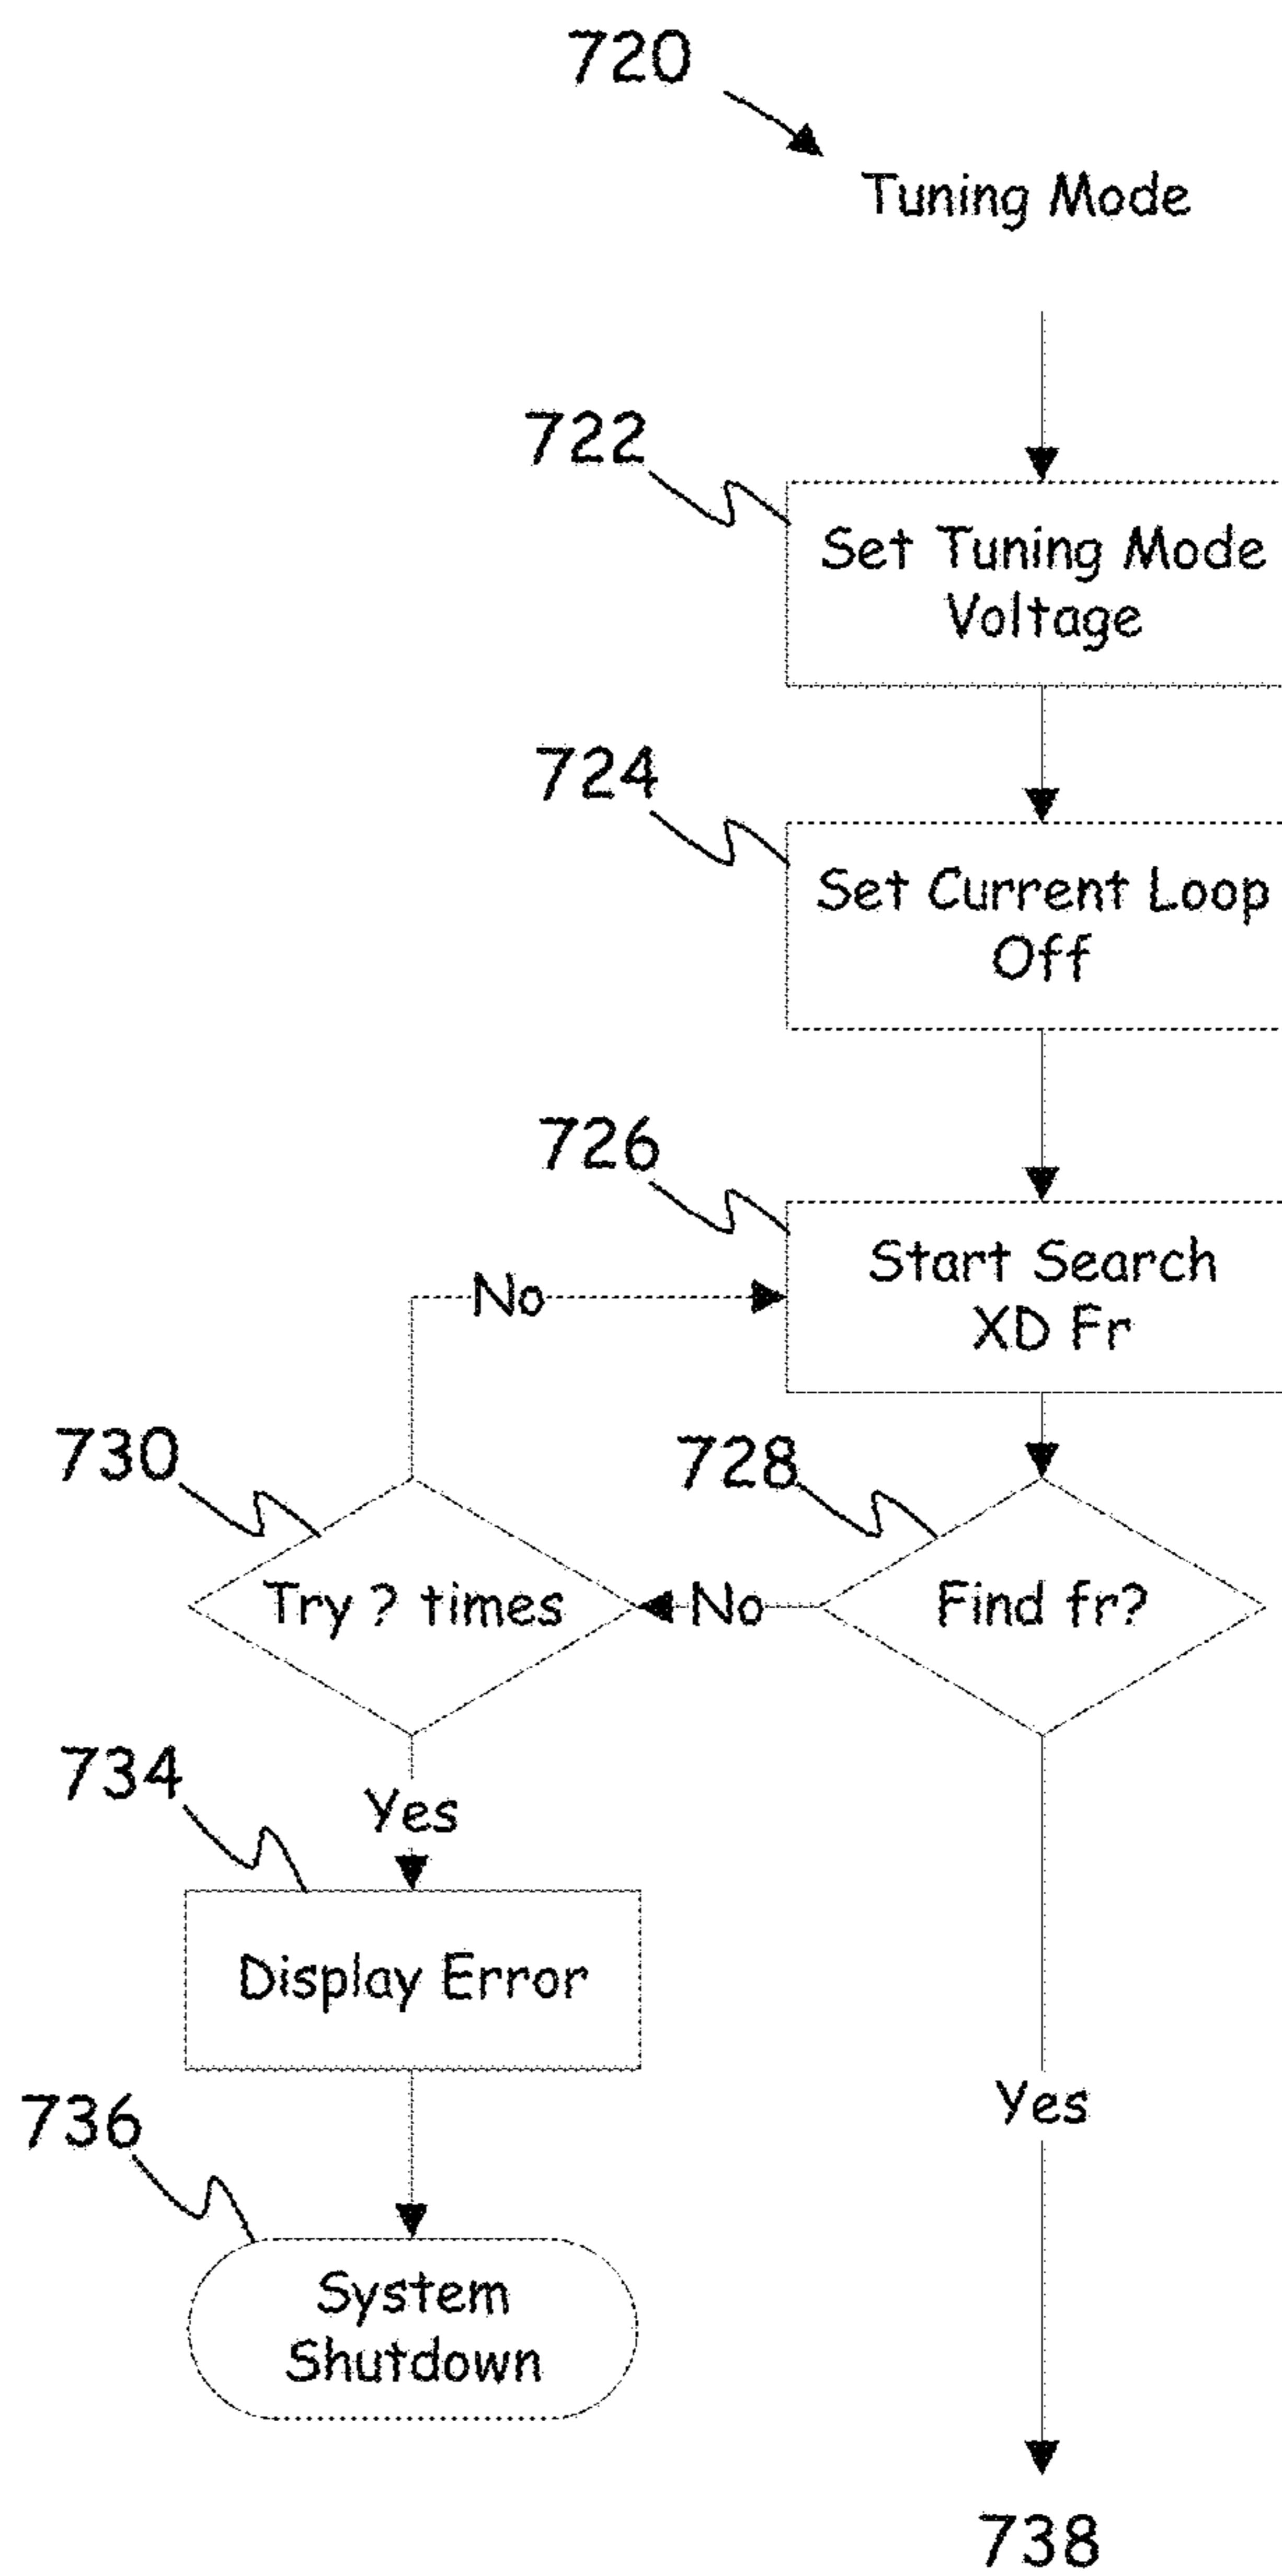 720
Tuning Mode
722
Set Tuning Mode
Voltage
724
Set Current Loop
Off
726
Start Search
XD Fr
No
730
728
Try ? times
No
Find fr?
734
Yes
Display Error
736
Yes
System
Shutdown
738